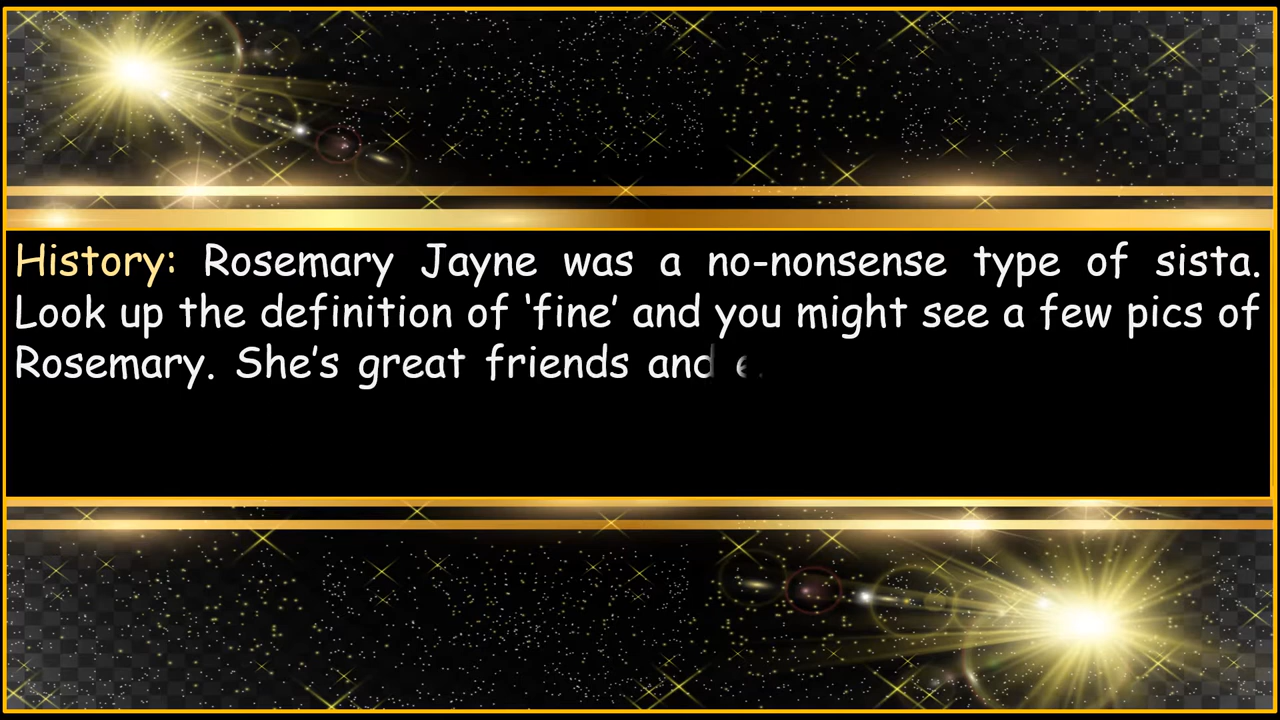 History: Rosemary Jayne was a no-nonsense type of sista.
Look up the definition of ‘fine’ and you might see a few pics of
Rosemary. She’s great friends and